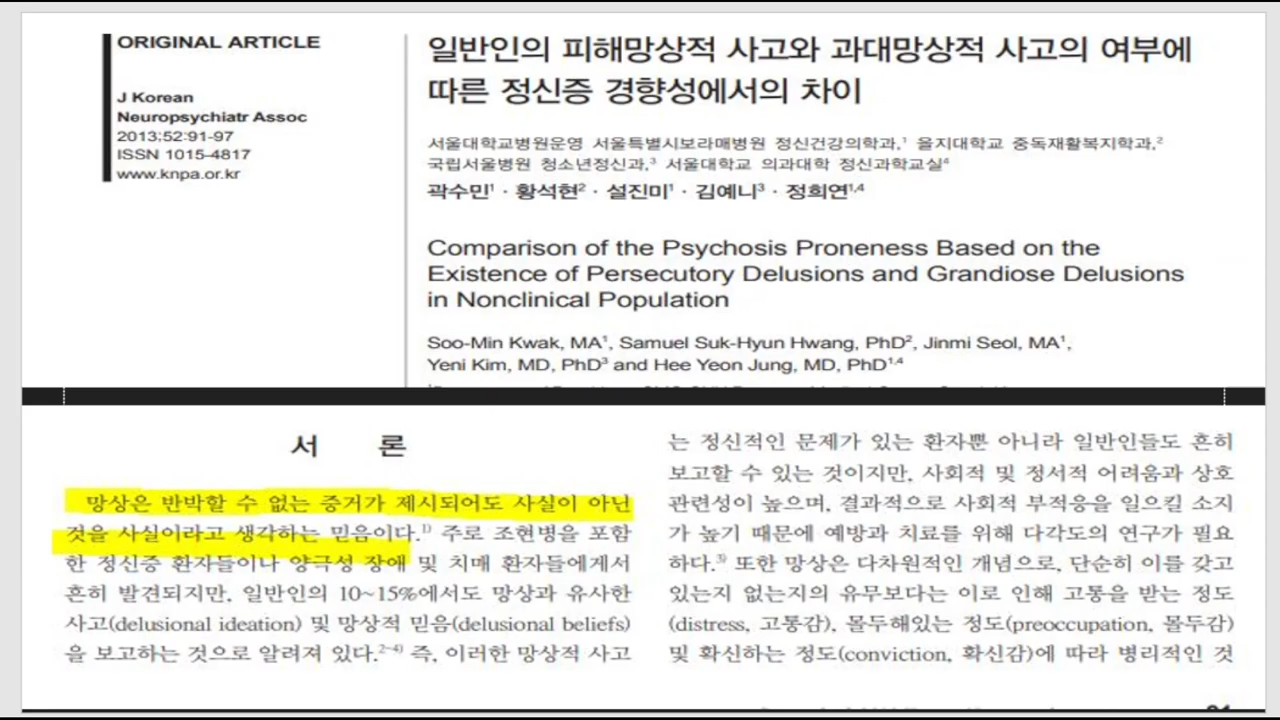 ORIGINAL ARTICLE
J Korean
Neuropsychiatr Assoc
2013;52:91-97
ISSN 1015-4817
www.knpa.or.kr
일반인의 피해망상적 사고와 과대망상적 사고의 여부에
따른 정신증 경향성에서의 차이
서울대학교병원운영 서울특별시보라매병원 정신건강의학과,¹ 을지대학교 중독재활복지학과,²
국립서울병원 청소년정신과,³ 서울대학교 의과대학 정신과학교실⁴
곽수민¹ · 황석현² · 설진미¹ · 김예니³ · 정희연¹,⁴
Comparison of the Psychosis Proneness Based on the
Existence of Persecutory Delusions and Grandiose Delusions
in Nonclinical Population
Soo-Min Kwak, MA¹, Samuel Suk-Hyun Hwang, PhD², Jinmi Seol, MA¹,
Yeni Kim, MD, PhD³ and Hee Yeon Jung, MD, PhD¹,⁴
서 론
망상은 반박할 수 없는 증거가 제시되어도 사실이 아닌
것을 사실이라고 생각하는 믿음이다.¹⁾ 주로 조현병을 포함
한 정신증 환자들이나 양극성 장애 및 치매 환자들에게서
흔히 발견되지만, 일반인의 10~15%에서도 망상과 유사한
사고(delusional ideation) 및 망상적 믿음(delusional beliefs)
을 보고하는 것으로 알려져 있다.²⁻⁴⁾ 즉, 이러한 망상적 사고
는 정신적인 문제가 있는 환자뿐 아니라 일반인들도 흔히
보고할 수 있는 것이지만, 사회적 및 정서적 어려움과 상호
관련성이 높으며, 결과적으로 사회적 부적응을 일으킬 소지
가 높기 때문에 예방과 치료를 위해 다각도의 연구가 필요
하다.³⁾ 또한 망상은 다차원적인 개념으로, 단순히 이를 갖고
있는지 없는지의 유무보다는 이로 인해 고통을 받는 정도
(distress, 고통감), 몰두해있는 정도(preoccupation, 몰두감)
및 확신하는 정도(conviction, 확신감)에 따라 병리적인 것